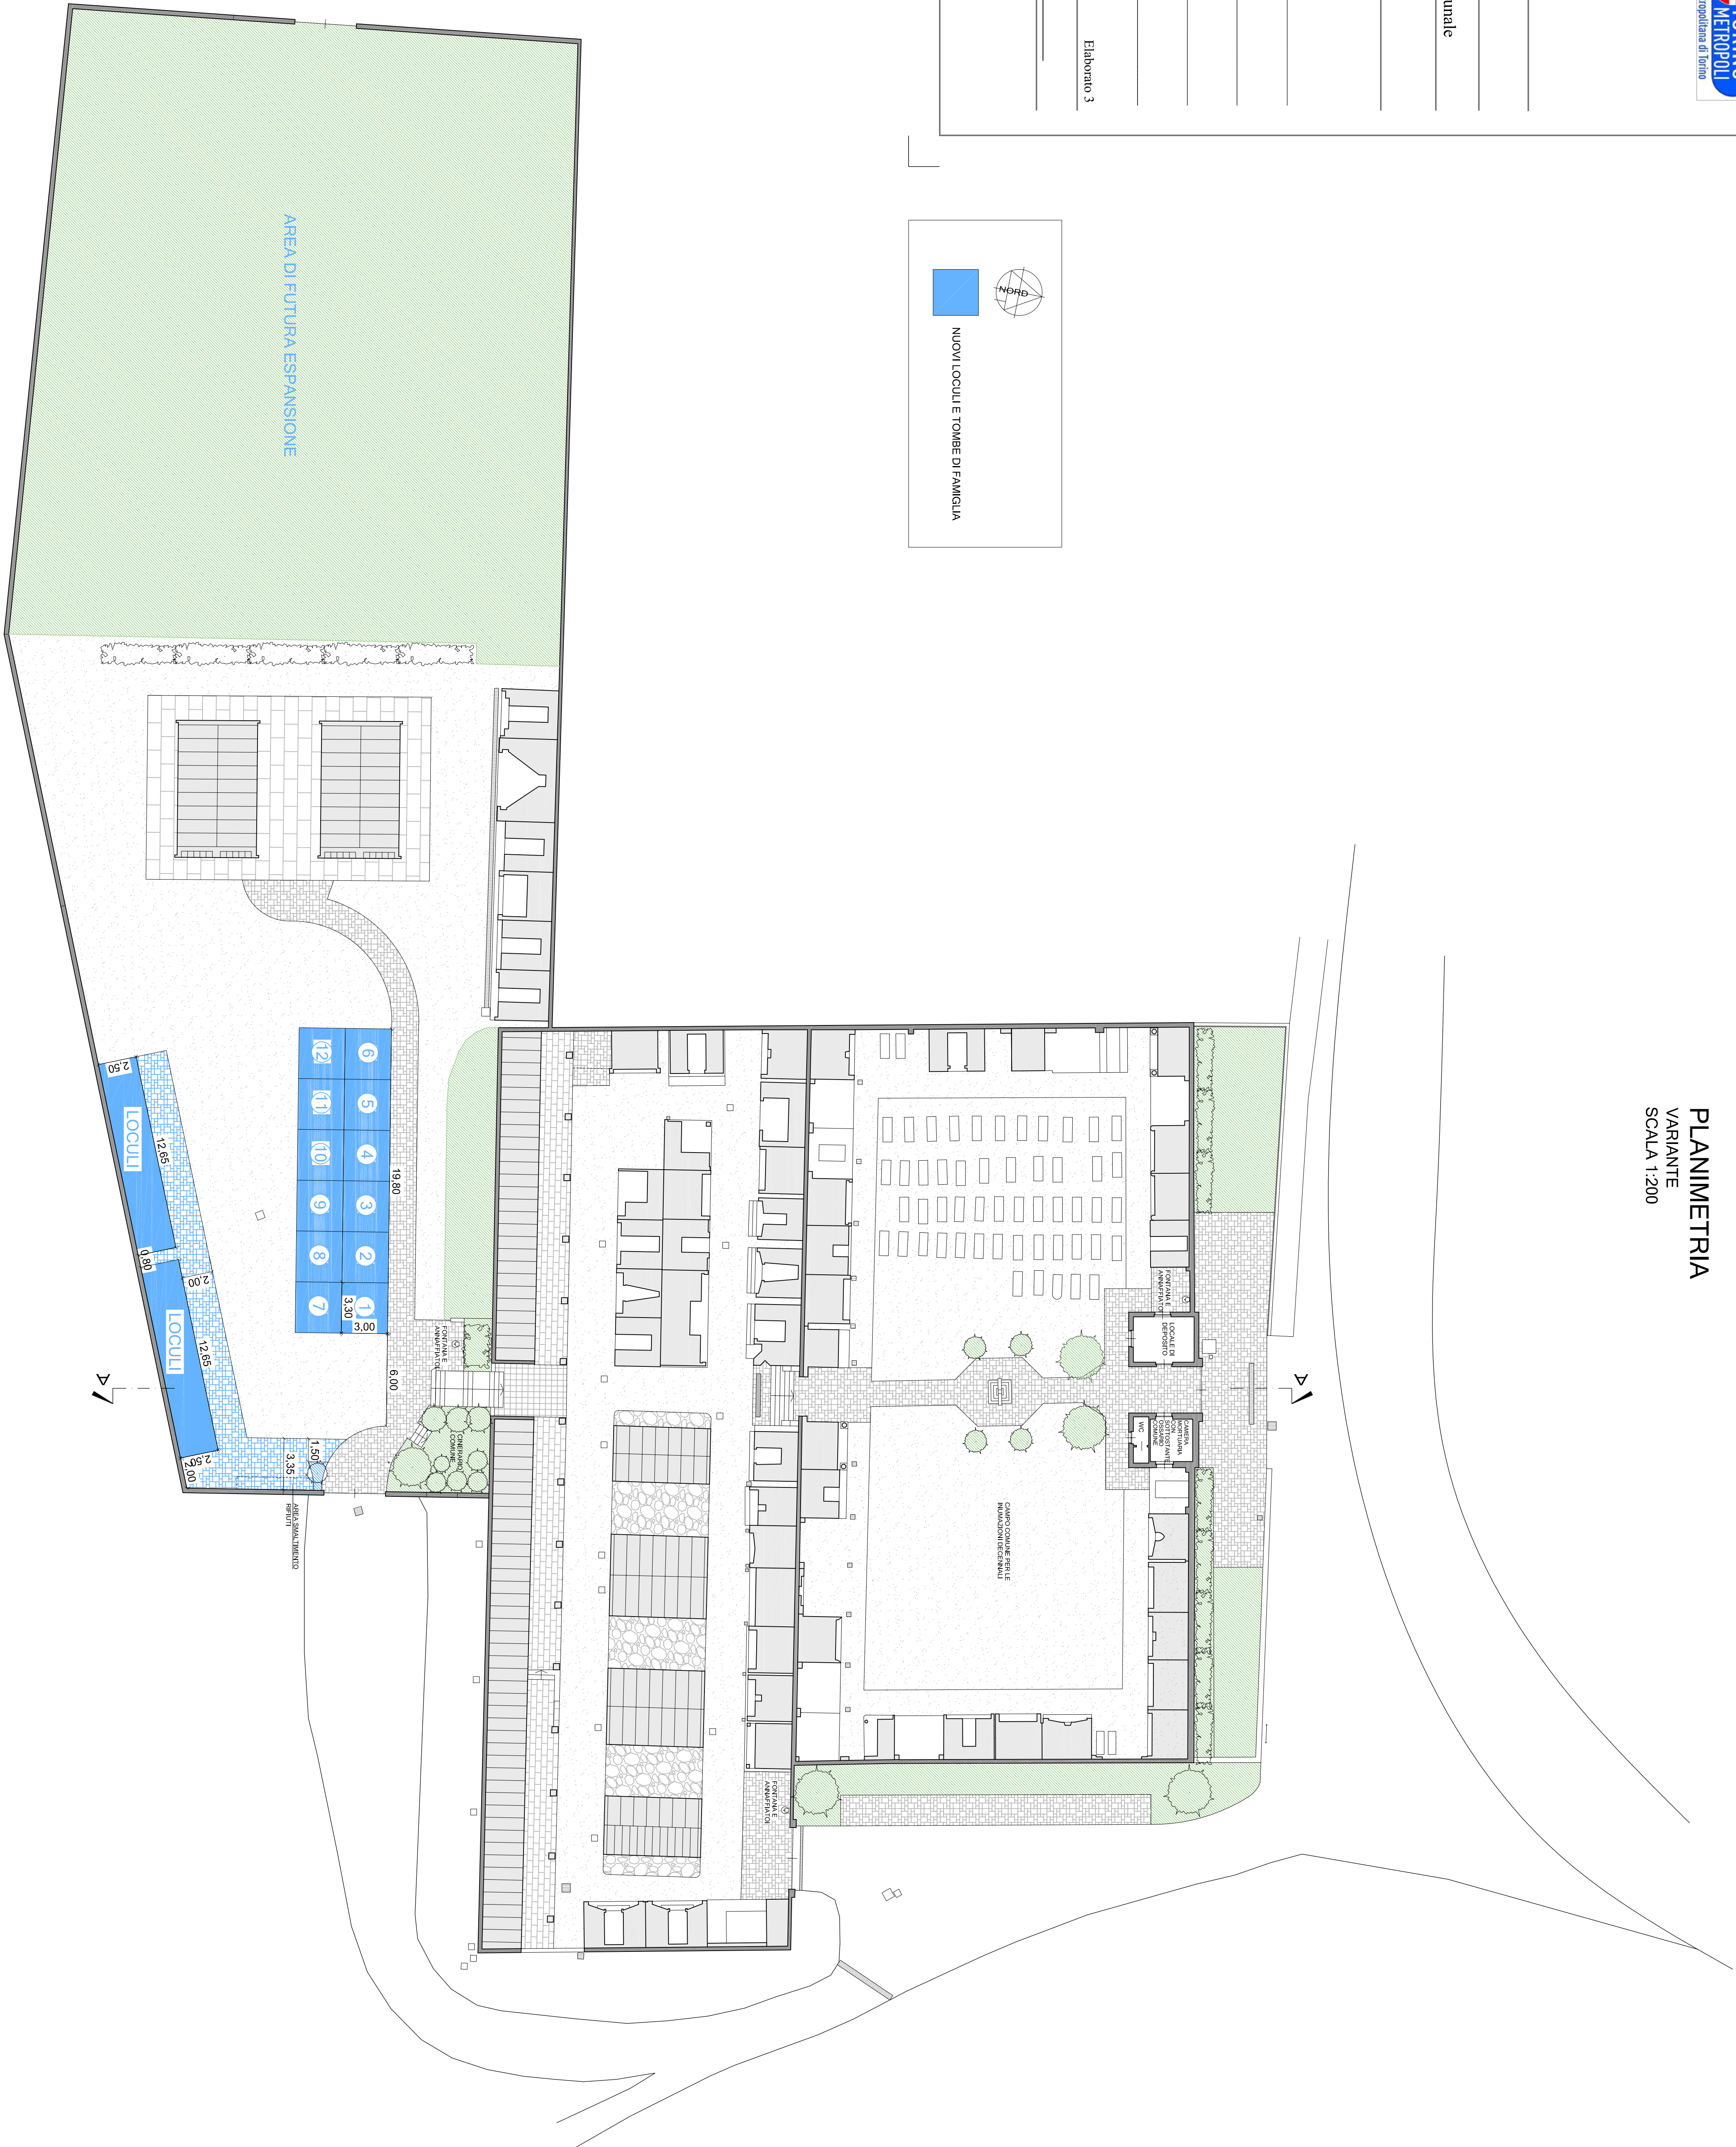 METROPOLI
ropolitana di Torino
unale
Elaborato 3
PLANIMETRIA
VARIANTE
SCALA 1:200
NORD
NUOVI LOCULI E TOMBE DI FAMIGLIA
AREA DI FUTURA ESPANSIONE
FONTANA E
ANNAFFIATOI
LOCALE DI
DEPOSITO
CAMERA
MORTUARIA
CON
SOTTOSTANTE
OSSARIO
COMUNE
WC
A
A
CAMPO COMUNE PER LE
INUMAZIONI DECENNALI
FONTANA E
ANNAFFIATOI
FONTANA E
ANNAFFIATOI
CINERARIO
COMUNE
6
5
4
3
2
1
12
11
10
9
8
7
19,80
3,30
3,00
6,00
LOCULI
2,50
12,65
0,80
2,00
LOCULI
12,65
2,50
2,00
1,50
3,35
AREA SMALTIMENTO
RIFIUTI